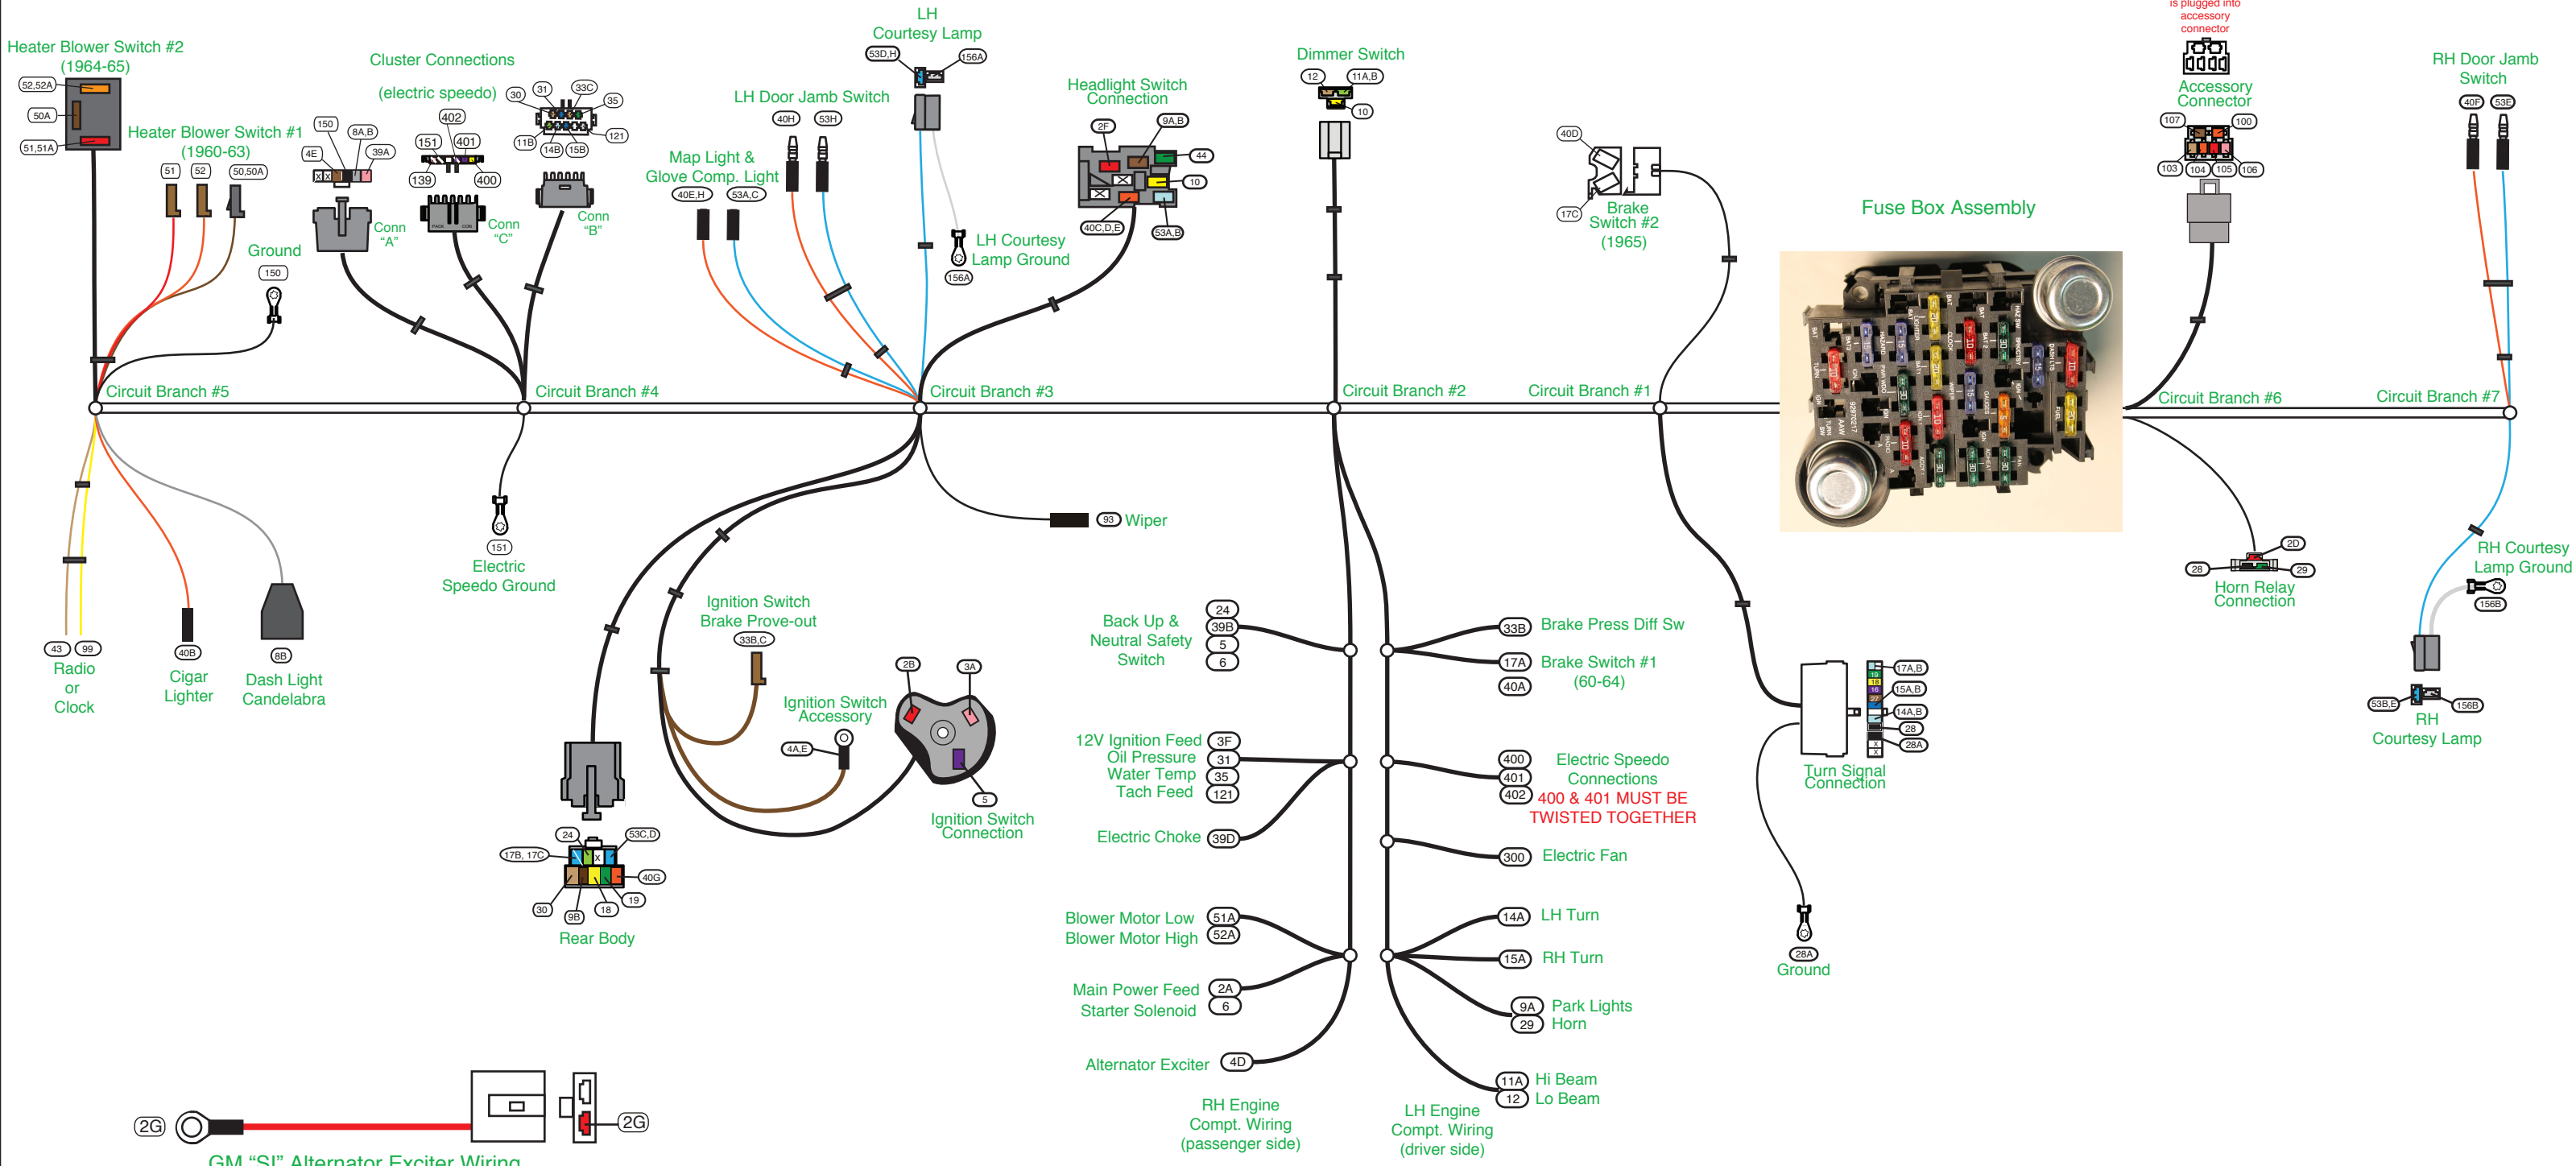 is plugged into
accessory
connector
Heater Blower Switch #2
(1964-65)
52,52A
50A
51,51A
Heater Blower Switch #1
(1960-63)
51
52
50,50A
Ground
150
Cluster Connections
(electric speedo)
150
8A,B
4E
39A
X X
Conn
“A”
402
151
401
139
400
Conn
“C”
30
31
33C
35
11B
14B
15B
121
Conn
“B”
LH
Courtesy Lamp
53D,H
156A
LH Door Jamb Switch
40H
53H
Map Light &
Glove Comp. Light
40E,H
53A,C
LH Courtesy
Lamp Ground
156A
Headlight Switch
Connection
2F
9A,B
44
10
40C,D,E
53A,B
Dimmer Switch
12
11A,B
10
40D
17C
Brake
Switch #2
(1965)
Fuse Box Assembly
Accessory
Connector
107
100
103
104
105
106
RH Door Jamb
Switch
40F
53E
Circuit Branch #5
Circuit Branch #4
Circuit Branch #3
Circuit Branch #2
Circuit Branch #1
Circuit Branch #6
Circuit Branch #7
43
99
Radio
or
Clock
40B
Cigar
Lighter
8B
Dash Light
Candelabra
151
Electric
Speedo Ground
93
Wiper
Ignition Switch
Brake Prove-out
33B,C
Ignition Switch
Accessory
4A,E
2B
3A
5
Ignition Switch
Connection
24
53C,D
17B, 17C
X
40G
30
9B
18
19
Rear Body
Back Up &
Neutral Safety
Switch
24
39B
5
6
12V Ignition Feed 3F
Oil Pressure 31
Water Temp 35
Tach Feed 121
Electric Choke 39D
Blower Motor Low 51A
Blower Motor High 52A
Main Power Feed 2A
Starter Solenoid 6
Alternator Exciter 4D
RH Engine
Compt. Wiring
(passenger side)
33B Brake Press Diff Sw
17A Brake Switch #1
40A (60-64)
400
401
402
Electric Speedo
Connections
400 & 401 MUST BE
TWISTED TOGETHER
300 Electric Fan
14A LH Turn
15A RH Turn
9A Park Lights
29 Horn
11A Hi Beam
12 Lo Beam
LH Engine
Compt. Wiring
(driver side)
17A,B
19
18
16
27
15A,B
14A,B
28
28A
X
X
Turn Signal
Connection
28A
Ground
2D
28
29
Horn Relay
Connection
RH Courtesy
Lamp Ground
156B
53B,E
156B
RH
Courtesy Lamp
2G
2G
GM “SI” Alternator Exciter Wiring